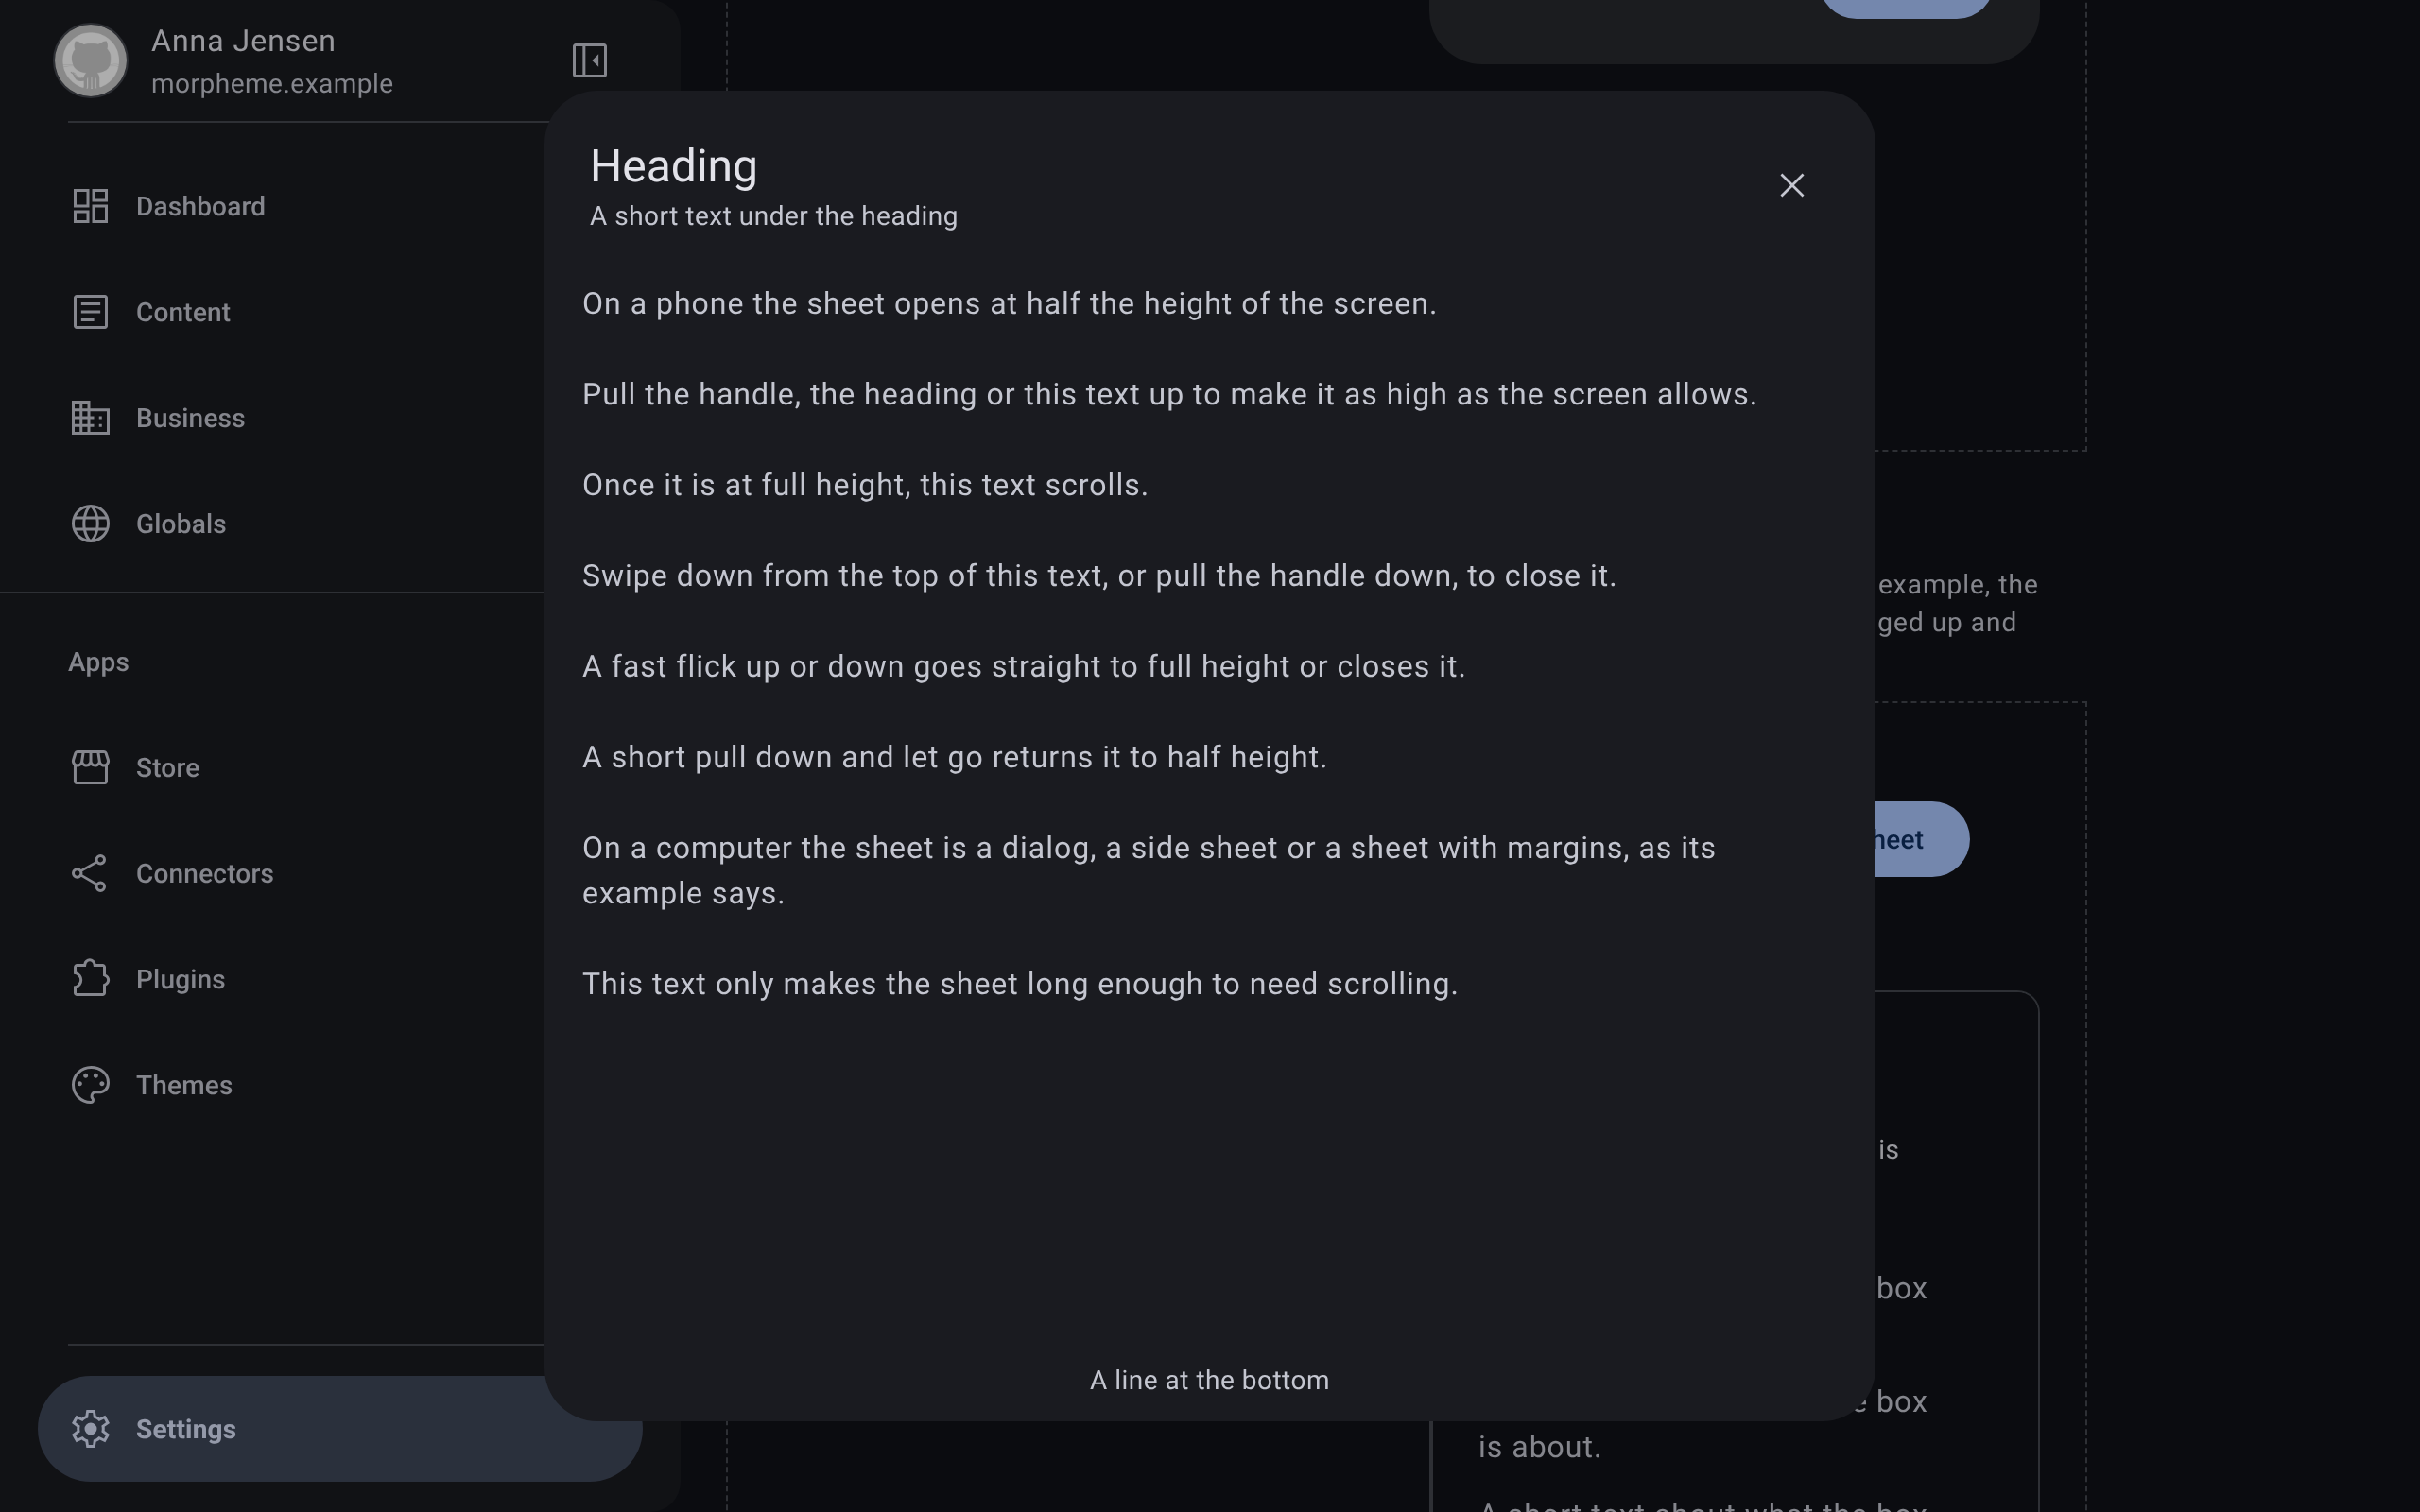 Anna Jensen
morpheme.example
Dashboard
Content
Business
Globals
Apps
Store
Connectors
Plugins
Themes
Settings
Heading
A short text under the heading
On a phone the sheet opens at half the height of the screen.
Pull the handle, the heading or this text up to make it as high as the screen allows.
Once it is at full height, this text scrolls.
Swipe down from the top of this text, or pull the handle down, to close it.
A fast flick up or down goes straight to full height or closes it.
A short pull down and let go returns it to half height.
On a computer the sheet is a dialog, a side sheet or a sheet with margins, as its
example says.
This text only makes the sheet long enough to need scrolling.
A line at the bottom
example, the
up and
is
box
box
is about.
A short text about what the box